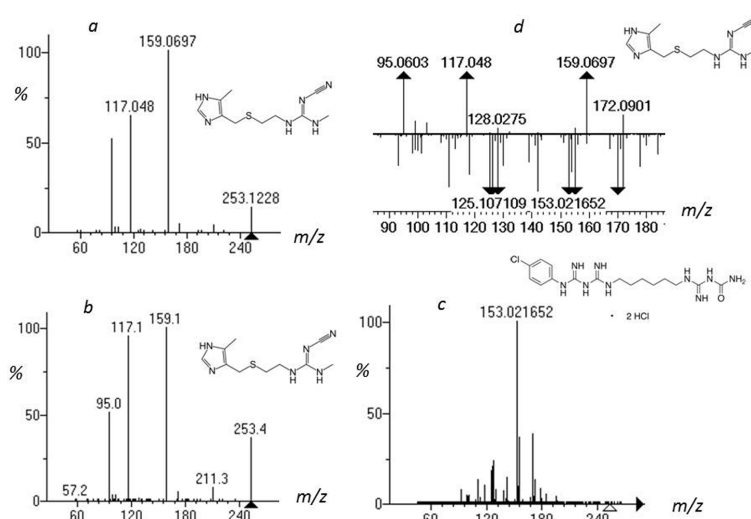 a
100
159.0697
%
117.048
50
253.1228
0
60 120 180 240
m/z
HN
N
S
N
H
N
N
N
H
d
95.0603 117.048 159.0697
128.0275 172.0901
125.107109 153.021652
90 100 110 120 130 140 150 160 170 180
m/z
HN
N
S
N
H
N
N
H
b
100
117.1 159.1
%
95.0
50
253.4
57.2
211.3
0
60 120 180 240
m/z
HN
N
S
N
H
N
N
N
H
c
Cl
N
H
NH
N
H
NH
N
H
H
N
NH
H
N
O
NH2
• 2 HCl
153.021652
100
%
50
0
60 120 180 240
m/z